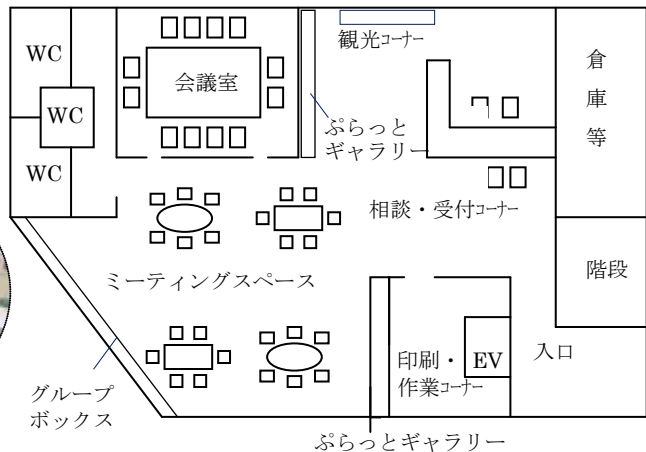 WC
WC
WC
会議室
観光コーナー
ぷらっと
ギャラリー
倉
庫
等
相談・受付コーナー
ミーティングスペース
階段
入口
印刷・
作業コーナー
EV
グループ
ボックス
ぷらっとギャラリー